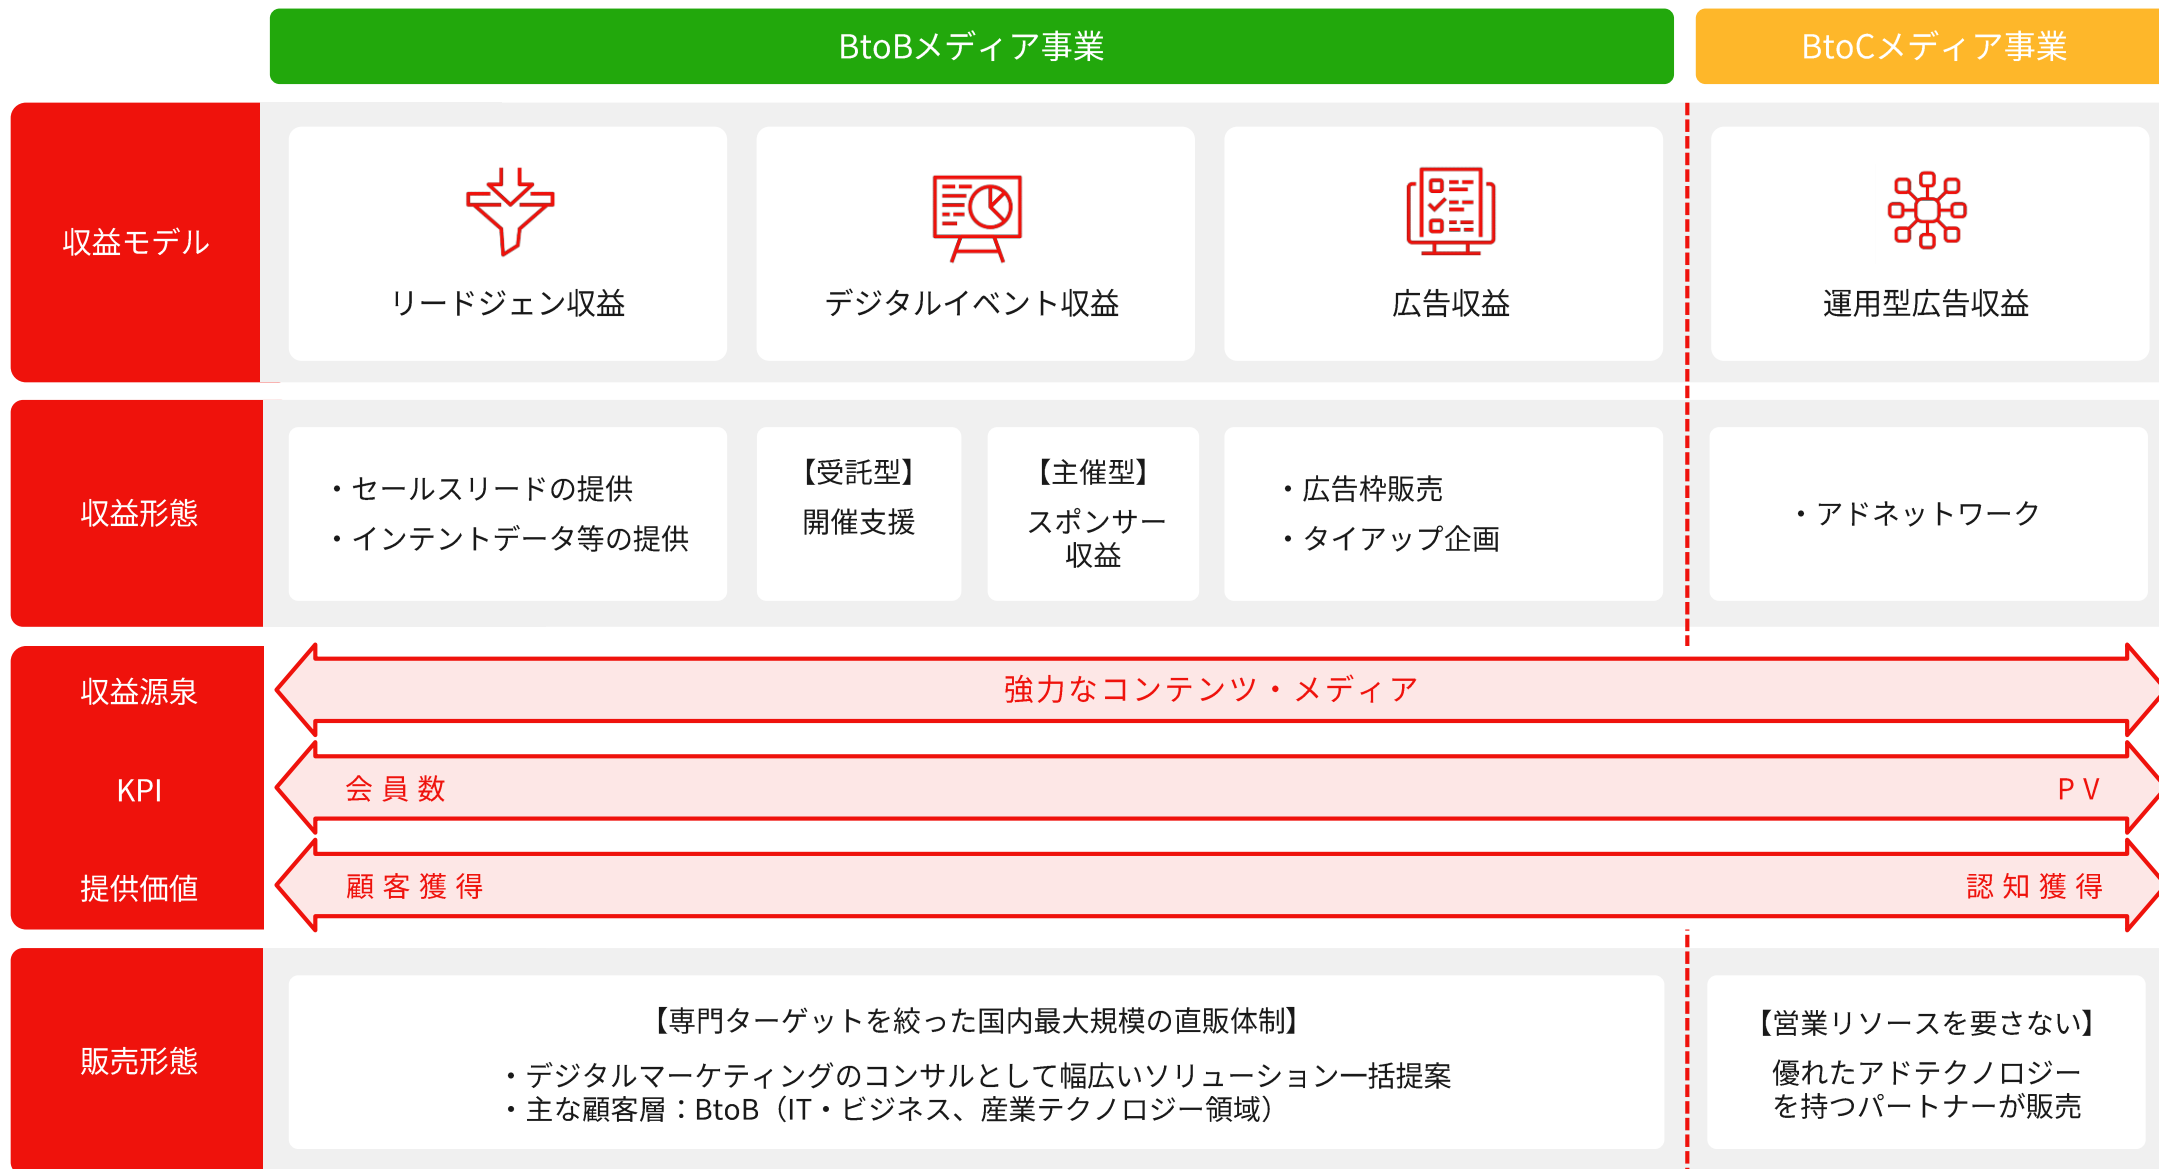 BtoBメディア事業
BtoCメディア事業
収益モデル
リードジェン収益
デジタルイベント収益
広告収益
運用型広告収益
収益形態
・セールスリードの提供
・インテントデータ等の提供
【受託型】
開催支援
【主催型】
スポンサー
収益
・広告枠販売
・タイアップ企画
・アドネットワーク
収益源泉
強力なコンテンツ・メディア
KPI
会員数
PV
提供価値
顧客獲得
認知獲得
販売形態
【専門ターゲットを絞った国内最大規模の直販体制】
・デジタルマーケティングのコンサルとして幅広いソリューション一括提案
・主な顧客層：BtoB（IT・ビジネス、産業テクノロジー領域）
【営業リソースを要さない】
優れたアドテクノロジー
を持つパートナーが販売